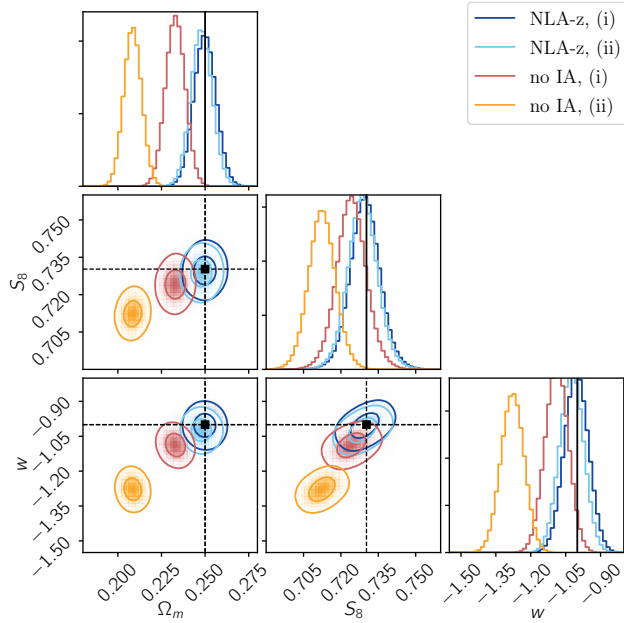 NLA-z, (i)
NLA-z, (ii)
no IA, (i)
no IA, (ii)
S₈
0.750
0.735
0.720
0.705
w
−0.90
−1.05
−1.20
−1.35
−1.50
0.200
0.225
0.250
0.275
Ωₘ
0.705
0.720
0.735
0.750
S₈
−1.50
−1.35
−1.20
−1.05
−0.90
w